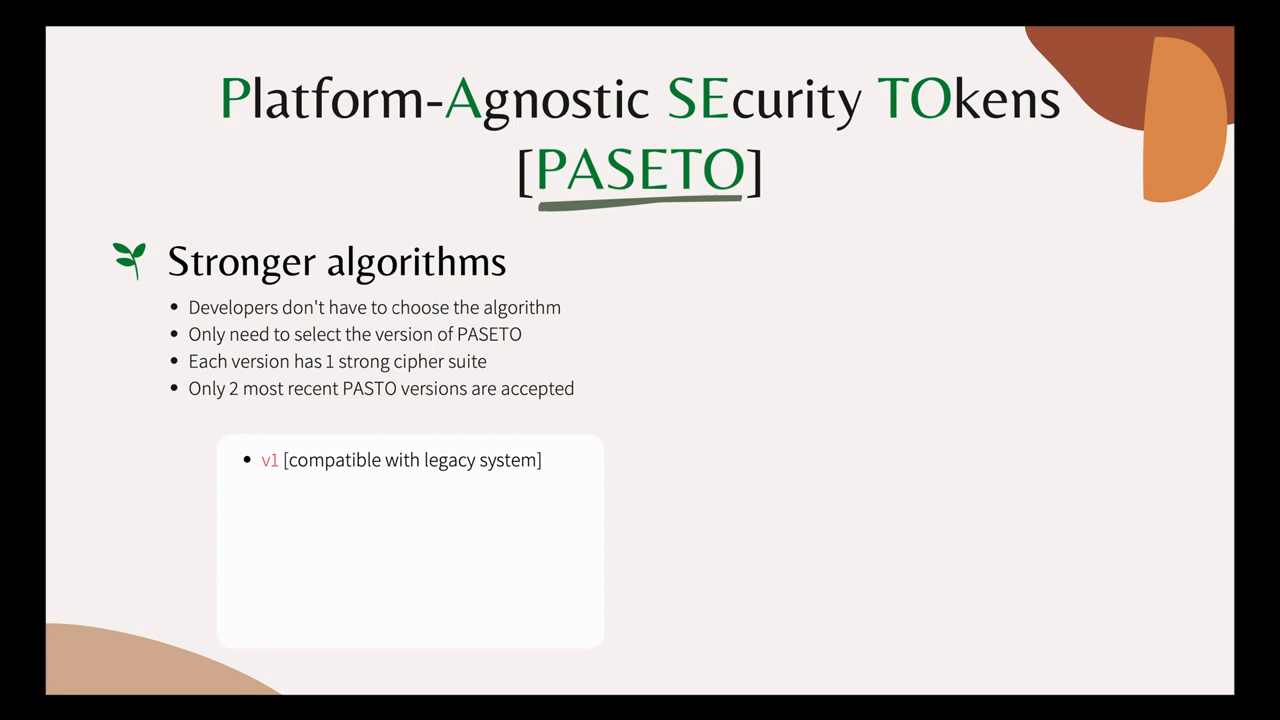 Platform-Agnostic SEcurity TOkens
[PASETO]
Stronger algorithms
• Developers don't have to choose the algorithm
• Only need to select the version of PASETO
• Each version has 1 strong cipher suite
• Only 2 most recent PASTO versions are accepted
• v1 [compatible with legacy system]